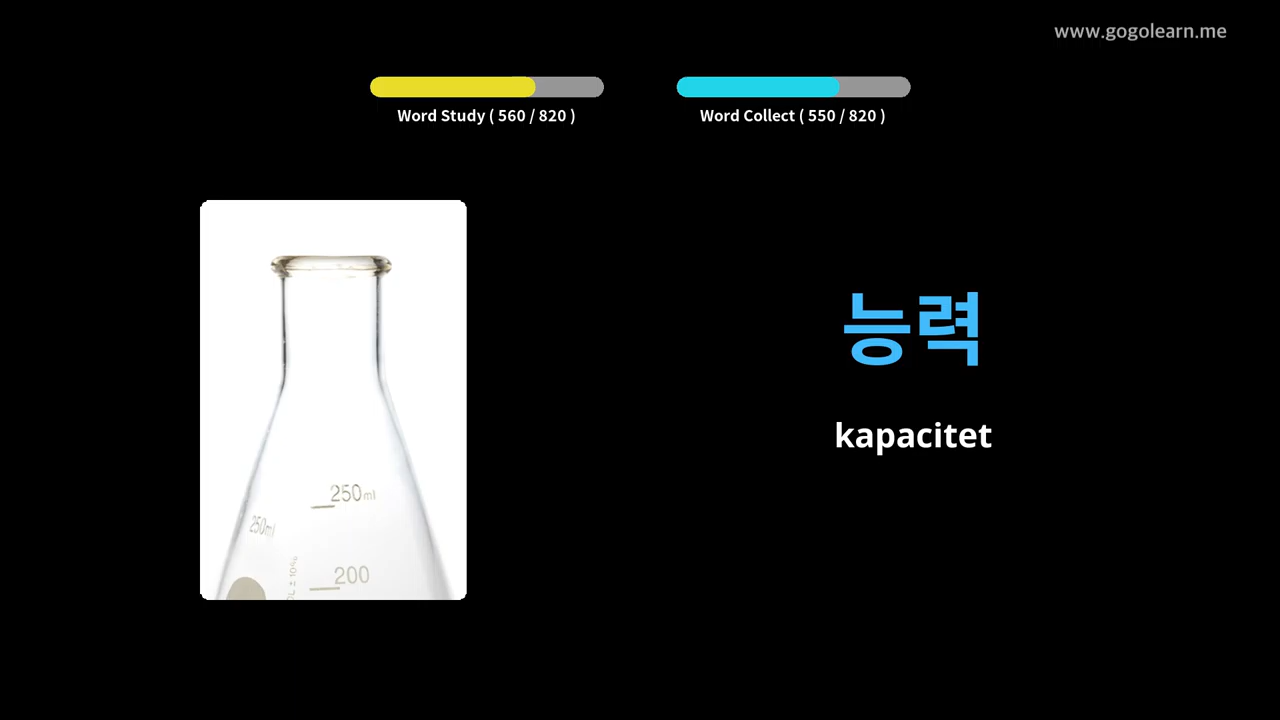 www.gogolearn.me
Word Study ( 560 / 820 )
Word Collect ( 550 / 820 )
능력
kapacitet
250ml
250ml
200